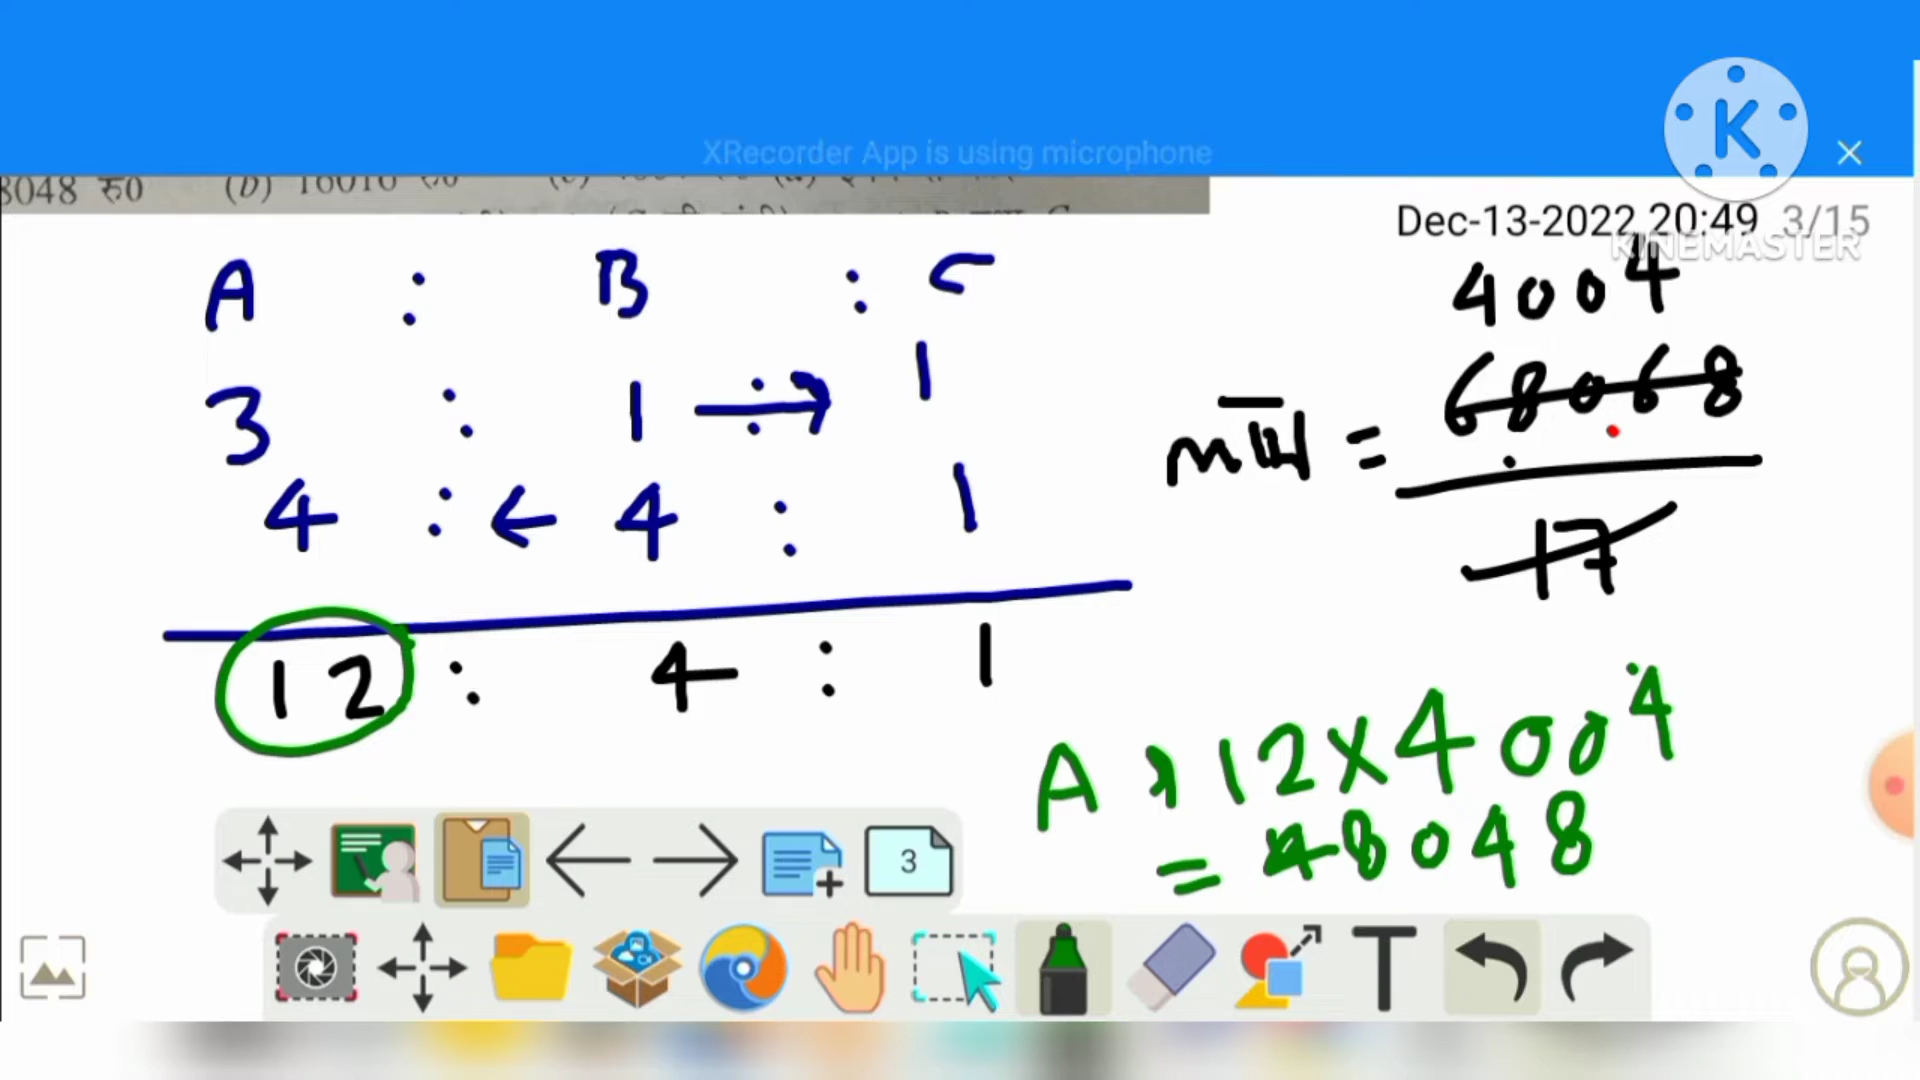 XRecorder App is using microphone
8048 रु0 (b) 16016 रु0
Dec-13-2022 20:49 3/15
KINEMASTER
A : B : C
3 : 1 : 1
4 : 4 : 1
12 : 4 : 1
4004
68068
=
17
A 12×4004
= 48048
3
T
K